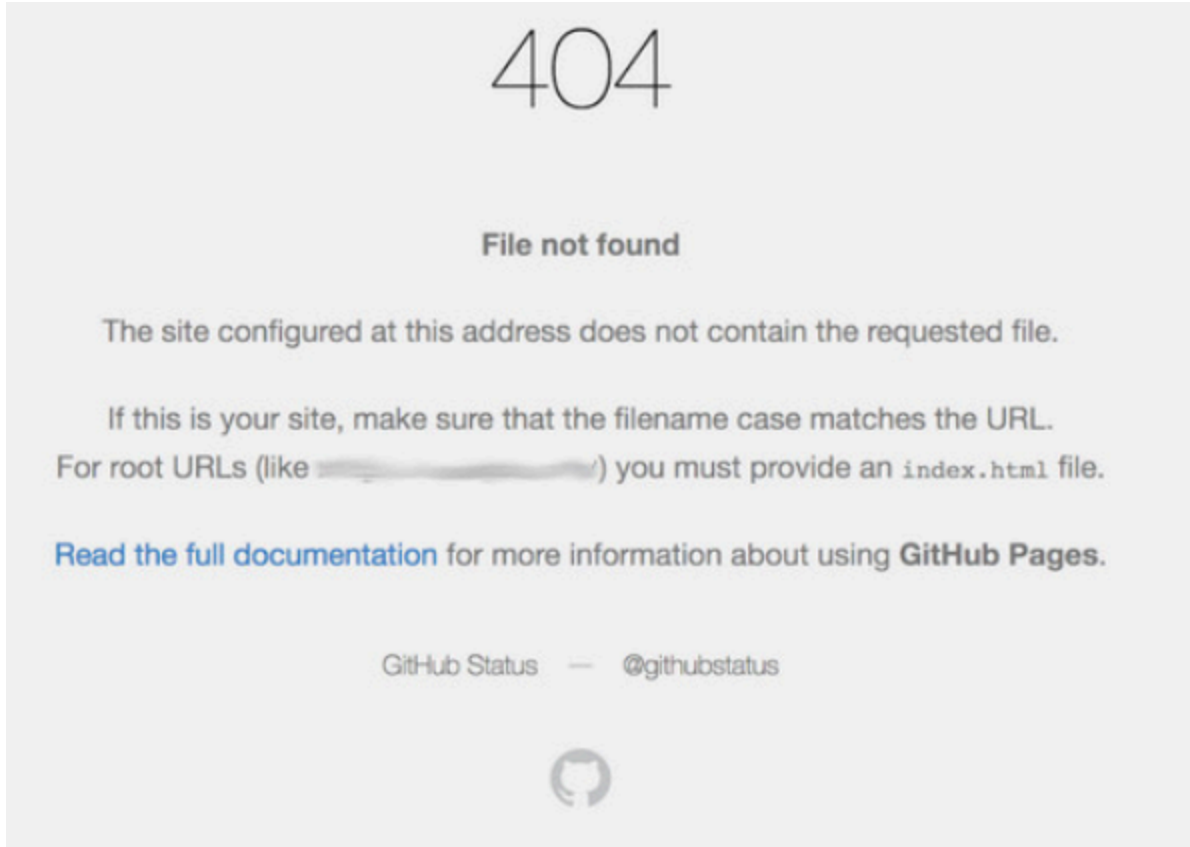 404
File not found
The site configured at this address does not contain the requested file.
If this is your site, make sure that the filename case matches the URL.
For root URLs (like /) you must provide an index.html file.
Read the full documentation for more information about using GitHub Pages.
GitHub Status — @githubstatus